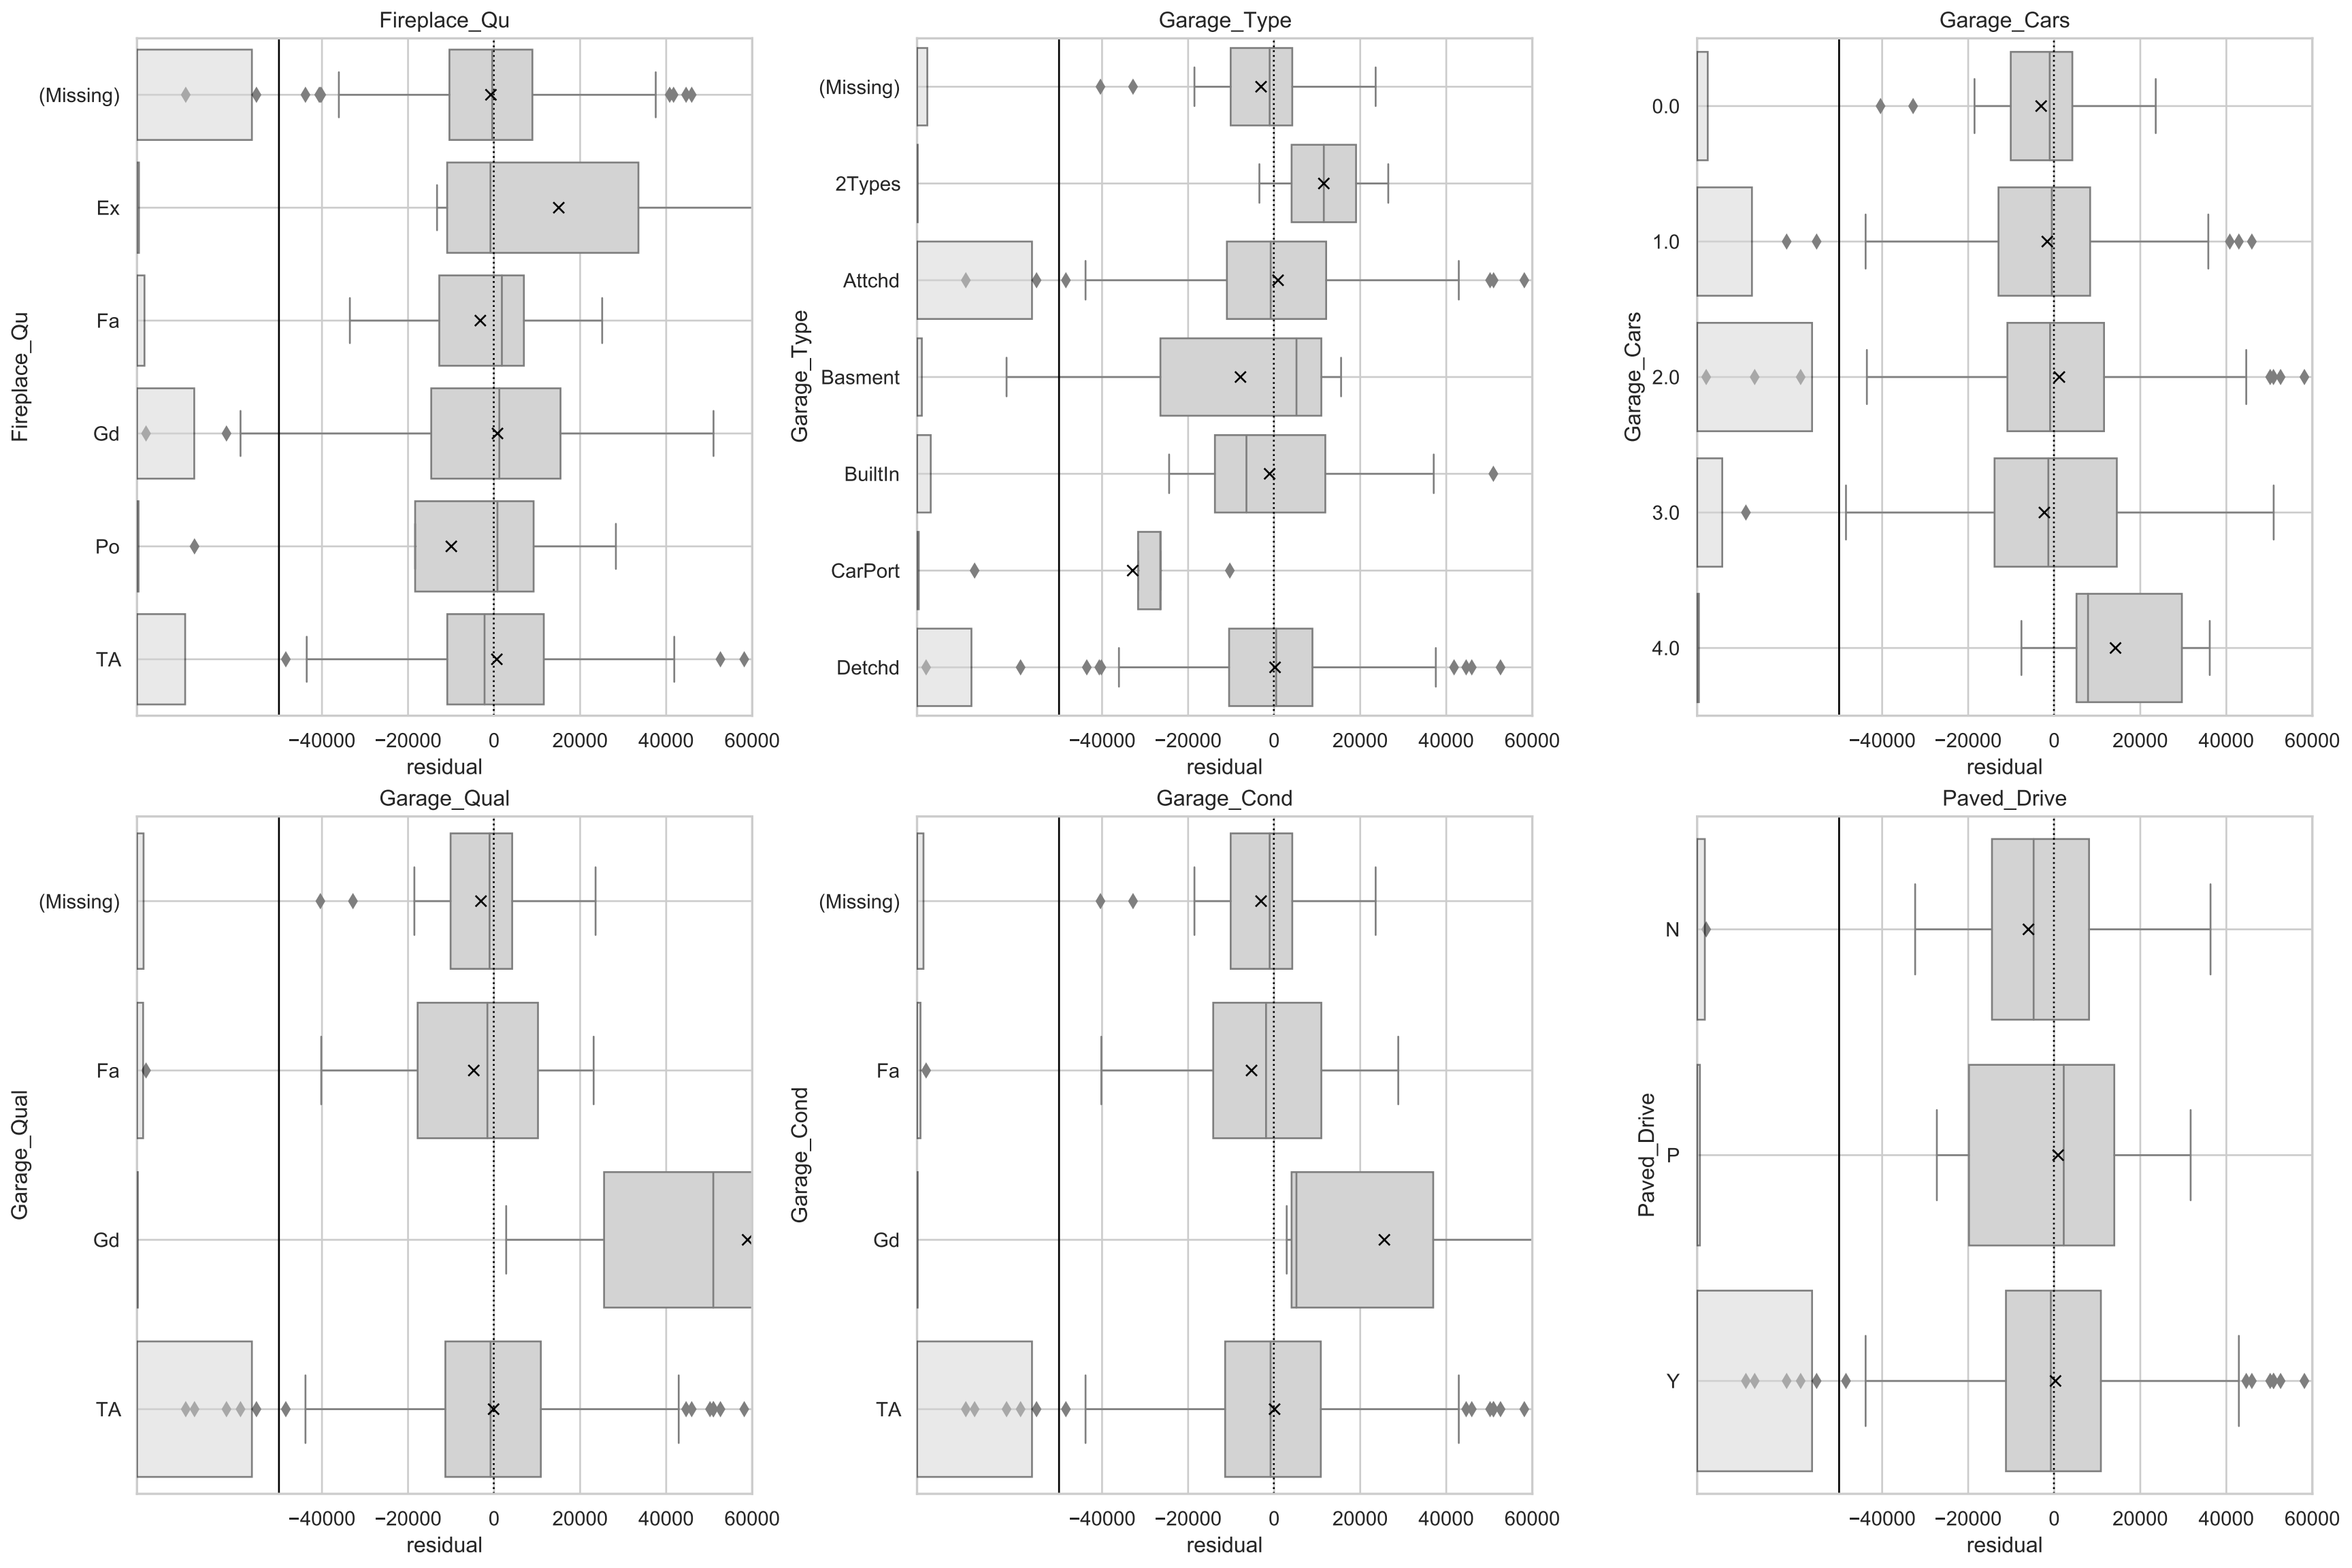 Fireplace_Qu
Garage_Type
Garage_Cars
Fireplace_Qu
(Missing)
Ex
Fa
Gd
Po
TA
−40000 −20000 0 20000 40000 60000
residual
Garage_Type
(Missing)
2Types
Attchd
Basment
BuiltIn
CarPort
Detchd
−40000 −20000 0 20000 40000 60000
residual
Garage_Cars
0.0
1.0
2.0
3.0
4.0
−40000 −20000 0 20000 40000 60000
residual
Garage_Qual
Garage_Cond
Paved_Drive
Garage_Qual
(Missing)
Fa
Gd
TA
−40000 −20000 0 20000 40000 60000
residual
Garage_Cond
(Missing)
Fa
Gd
TA
−40000 −20000 0 20000 40000 60000
residual
Paved_Drive
N
P
Y
−40000 −20000 0 20000 40000 60000
residual